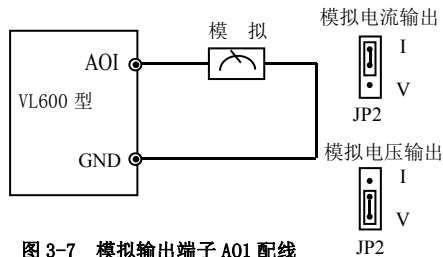 模拟电流输出
模 拟
I
AOI
V
VL600 型
JP2
模拟电压输出
GND
I
V
图 3-7 模拟输出端子 AO1 配线
JP2